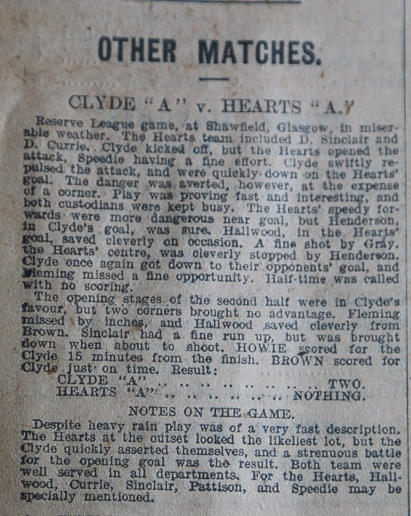 OTHER MATCHES.
CLYDE "A" v. HEARTS "A."
Reserve League game, at Shawfield, Glasgow, in miser-
able weather. The Hearts team included D. Sinclair and
D. Currie. Clyde kicked off, but the Hearts opened the
attack, Speedie having a fine effort. Clyde swiftly re-
pulsed the attack, and were quickly down on the Hearts'
goal. The danger was averted, however, at the expense
of a corner. Play was proving fast and interesting, and
both custodians were kept busy. The Hearts' speedy for-
wards were more dangerous near goal, but Henderson,
in Clyde's goal, was sure. Hallwood, in the Hearts'
goal, saved cleverly on occasion. A fine shot by Gray,
the Hearts' centre, was cleverly stopped by Henderson.
Clyde once again got down to their opponents' goal, and
Fleming missed a fine opportunity. Half-time was called
with no scoring.
The opening stages of the second half were in Clyde's
favour, but two corners brought no advantage. Fleming
missed by inches, and Hallwood saved cleverly from
Brown. Sinclair had a fine run up, but was brought
down when about to shoot. HOWIE scored for the
Clyde 15 minutes from the finish. BROWN scored for
Clyde just on time. Result:
CLYDE "A" .. .. .. .. .. .. .. .. TWO.
HEARTS "A" .. .. .. .. .. .. .. NOTHING.
NOTES ON THE GAME.
Despite heavy rain play was of a very fast description.
The Hearts at the outset looked the likeliest lot, but the
Clyde quickly asserted themselves, and a strenuous battle
for the opening goal was the result. Both team were
well served in all departments. For the Hearts, Hall-
wood, Currie, Sinclair, Pattison, and Speedie may be
specially mentioned.